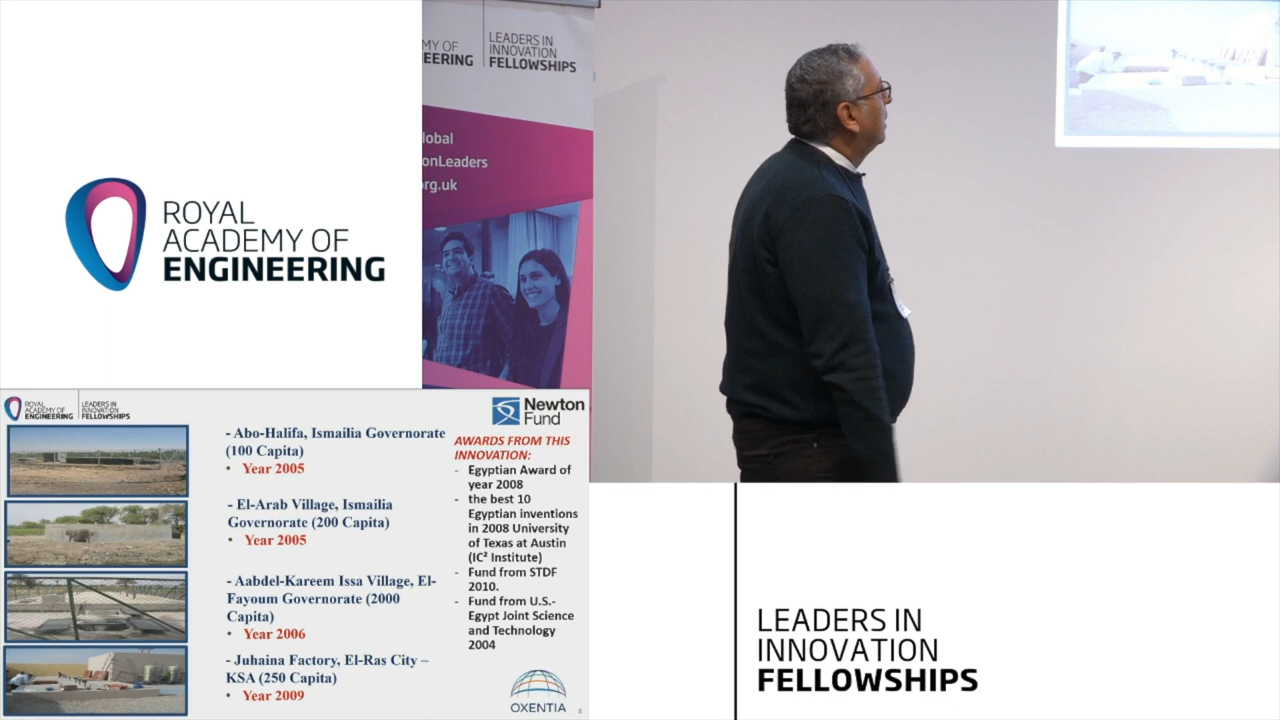 ROYAL
ACADEMY OF
ENGINEERING
MY OF
EERING
LEADERS IN
INNOVATION
FELLOWSHIPS
lobal
onLeaders
org.uk
ROYAL
ACADEMY OF
ENGINEERING
LEADERS IN
INNOVATION
FELLOWSHIPS
Newton
Fund
- Abo-Halifa, Ismailia Governorate
(100 Capita)
• Year 2005
- El-Arab Village, Ismailia
Governorate (200 Capita)
• Year 2005
- Aabdel-Kareem Issa Village, El-
Fayoum Governorate (2000
Capita)
• Year 2006
- Juhaina Factory, El-Ras City –
KSA (250 Capita)
• Year 2009
AWARDS FROM THIS
INNOVATION:
- Egyptian Award of
year 2008
- the best 10
Egyptian inventions
in 2008 University
of Texas at Austin
(IC² Institute)
- Fund from STDF
2010.
- Fund from U.S.-
Egypt Joint Science
and Technology
2004
OXENTIA
LEADERS IN
INNOVATION
FELLOWSHIPS